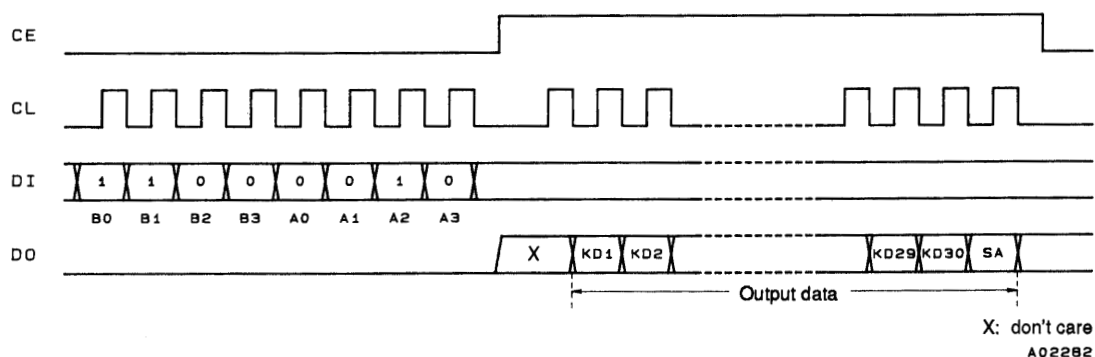 CE
CL
DI 1 1 0 0 0 0 1 0
B0 B1 B2 B3 A0 A1 A2 A3
DO X KD1 KD2 KD29 KD30 SA
Output data
X: don't care
A02282